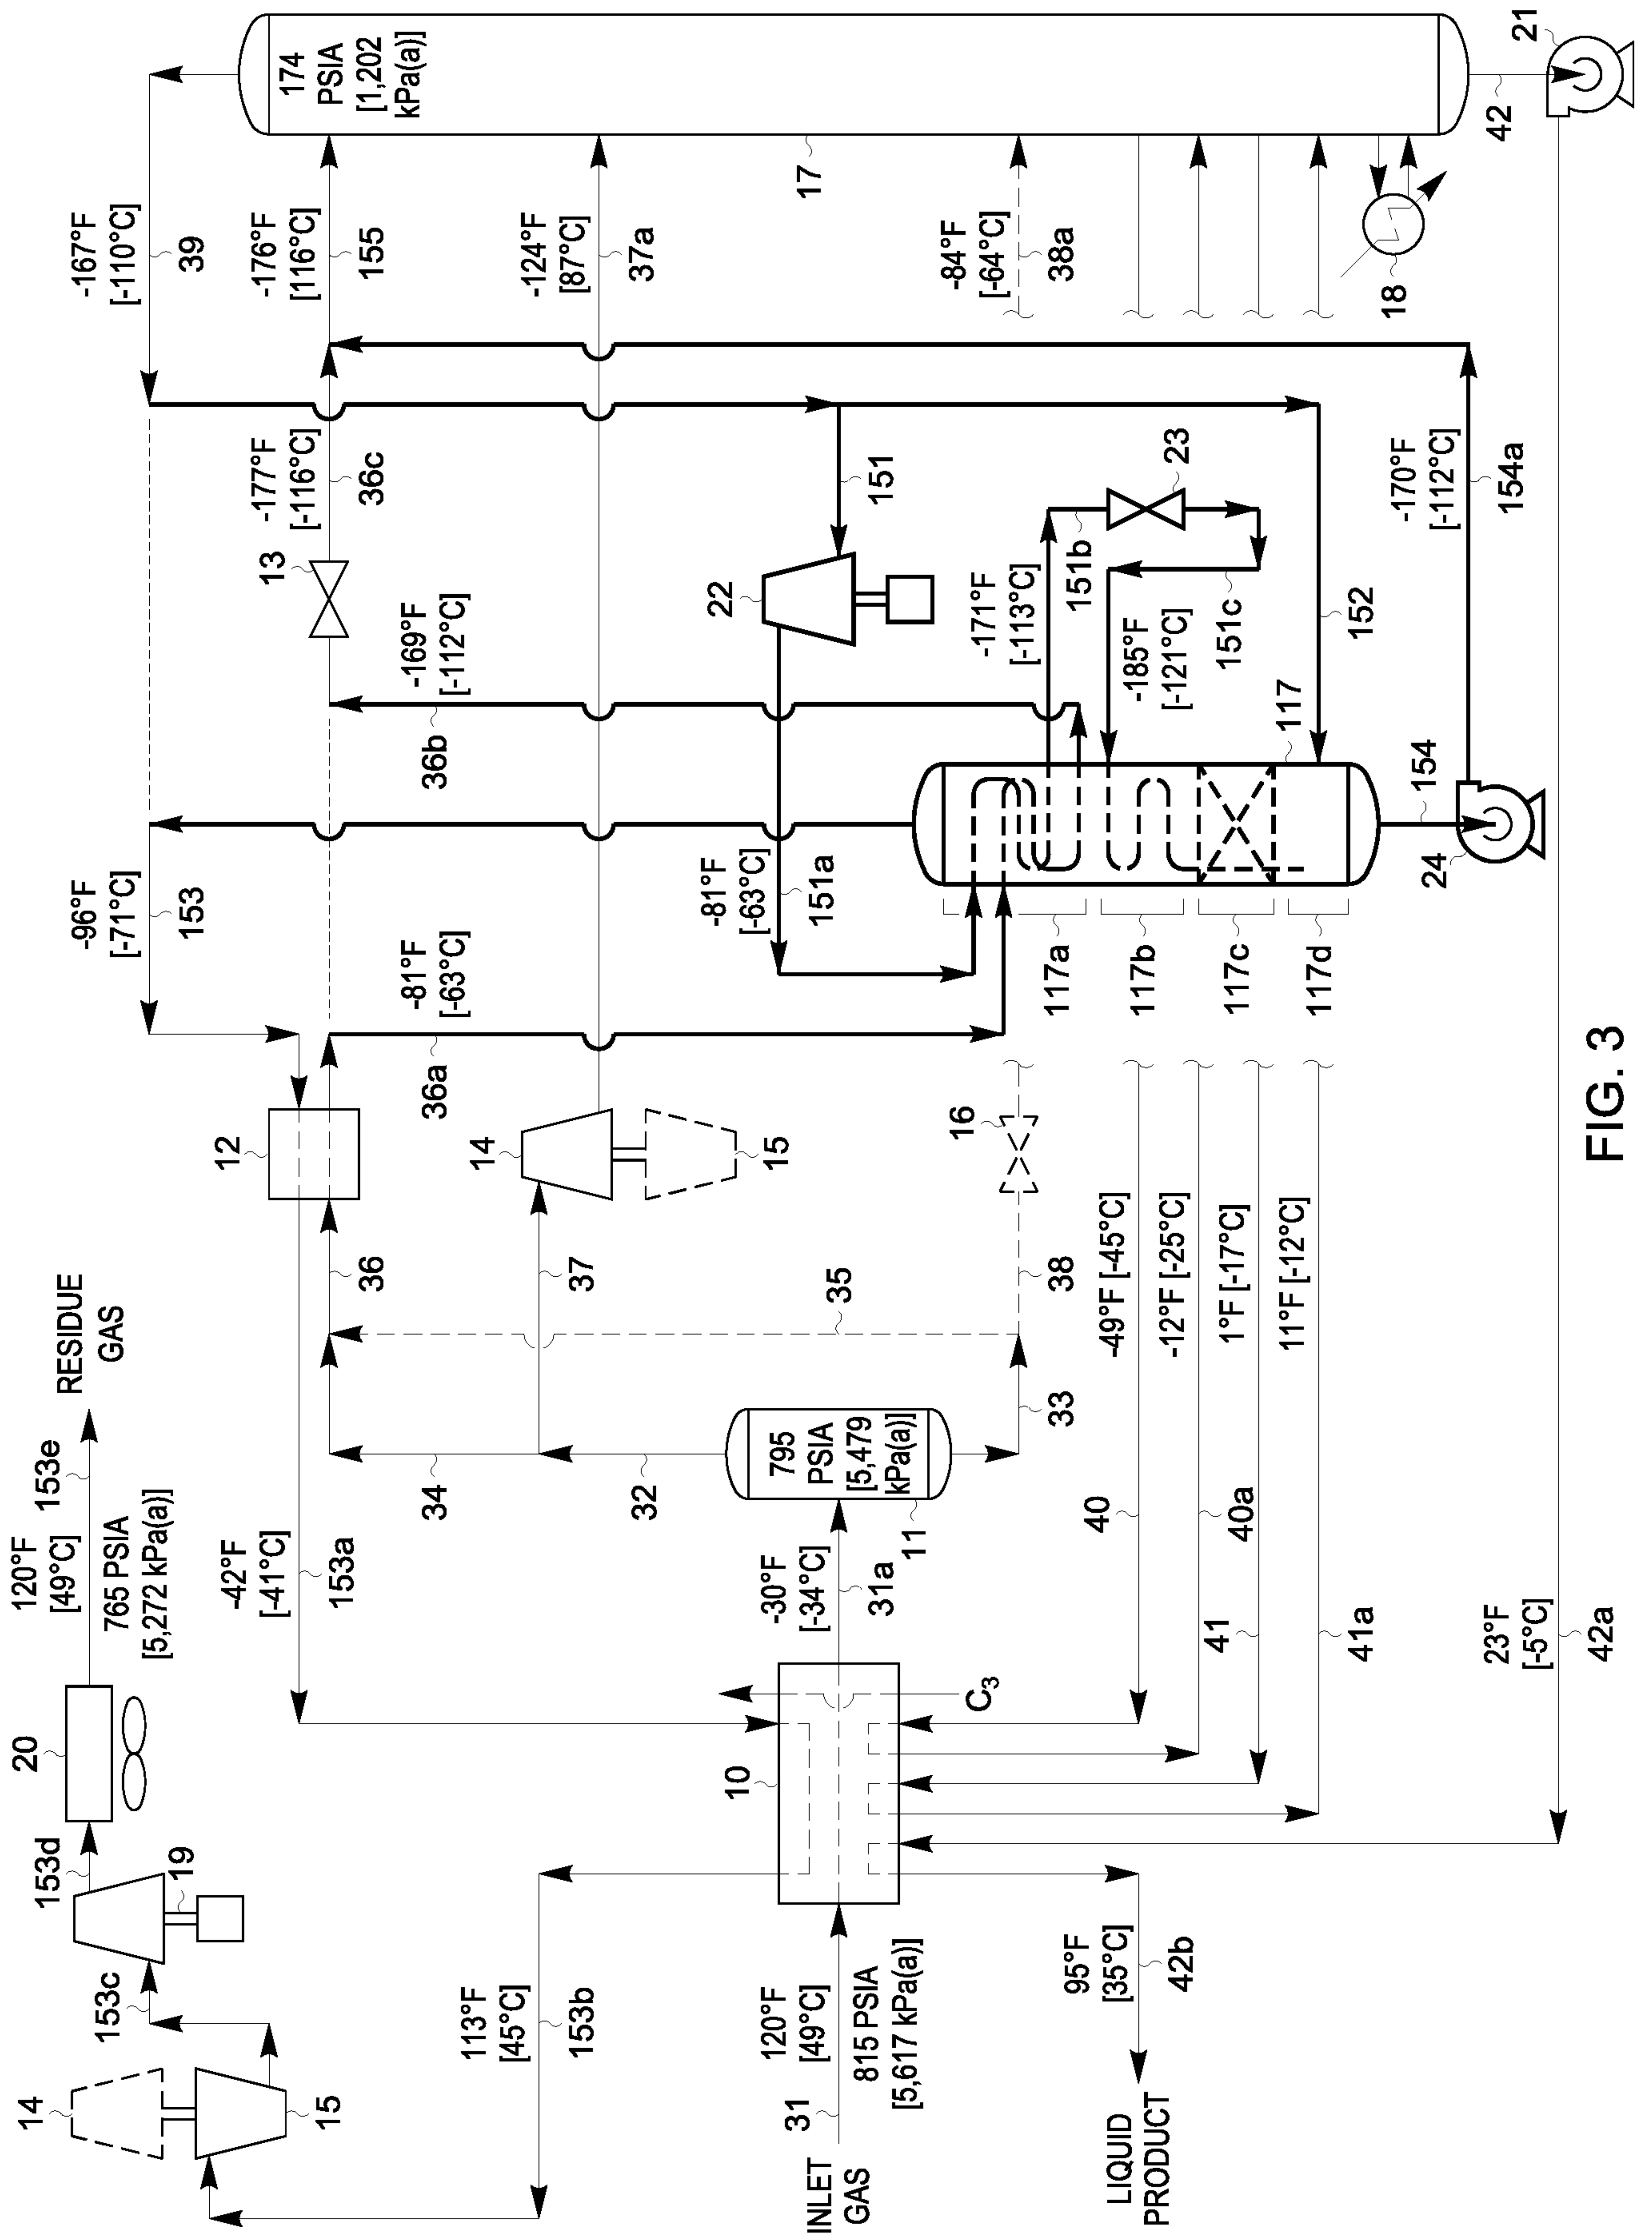 RESIDUE
GAS
120°F
[49°C]
765 PSIA
[5,272 kPa(a)]
153e
20
153d
19
153c
14
15
113°F
[45°C]
153b
-42°F
[-41°C]
153a
12
-96°F
[-71°C]
153
-167°F
[-110°C]
39
-176°F
[116°C]
155
-177°F
[-116°C]
36c
13
-169°F
[-112°C]
36b
-81°F
[-63°C]
36a
36
34
35
37
14
15
-124°F
[87°C]
37a
174
PSIA
[1,202
kPa(a)]
17
INLET
GAS
31
120°F
[49°C]
815 PSIA
[5,617 kPa(a)]
10
C3
-30°F
[-34°C]
31a
11
795
PSIA
[5,479
kPa(a)]
32
33
38
16
-84°F
[-64°C]
38a
22
151
-81°F
[-63°C]
151a
-171°F
[-113°C]
151b
23
-185°F
[-121°C]
151c
152
117
117a
117b
117c
117d
154
24
-170°F
[-112°C]
154a
18
40
-49°F [-45°C]
40a
-12°F [-25°C]
41
1°F [-17°C]
41a
11°F [-12°C]
23°F
[-5°C]
42a
42
21
95°F
[35°C]
42b
LIQUID
PRODUCT
FIG. 3